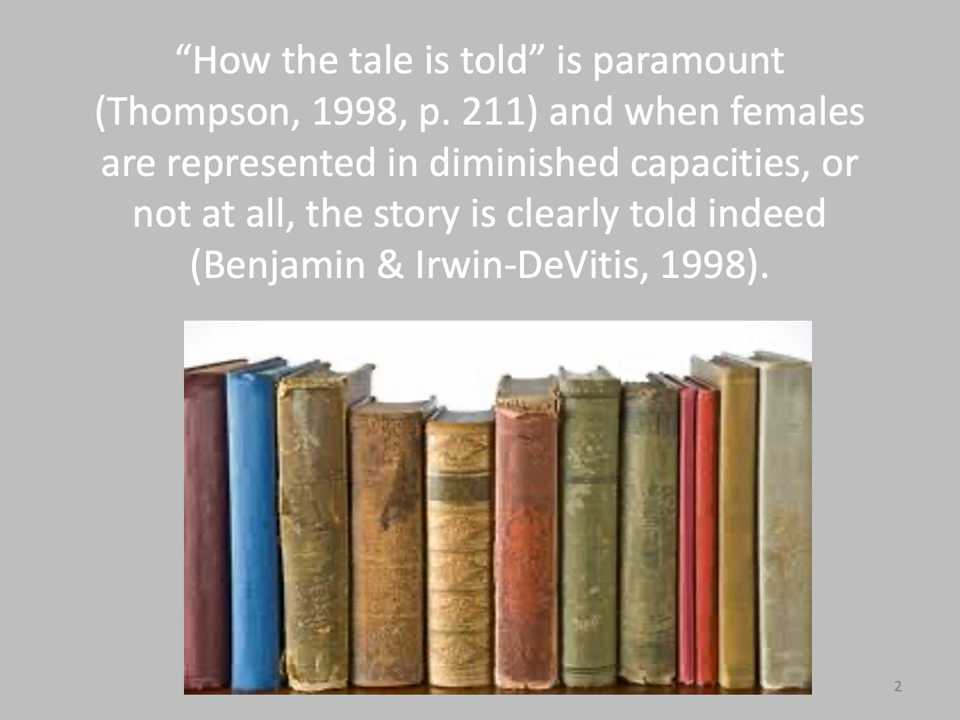 “How the tale is told” is paramount
(Thompson, 1998, p. 211) and when females
are represented in diminished capacities, or
not at all, the story is clearly told indeed
(Benjamin & Irwin-DeVitis, 1998).
2